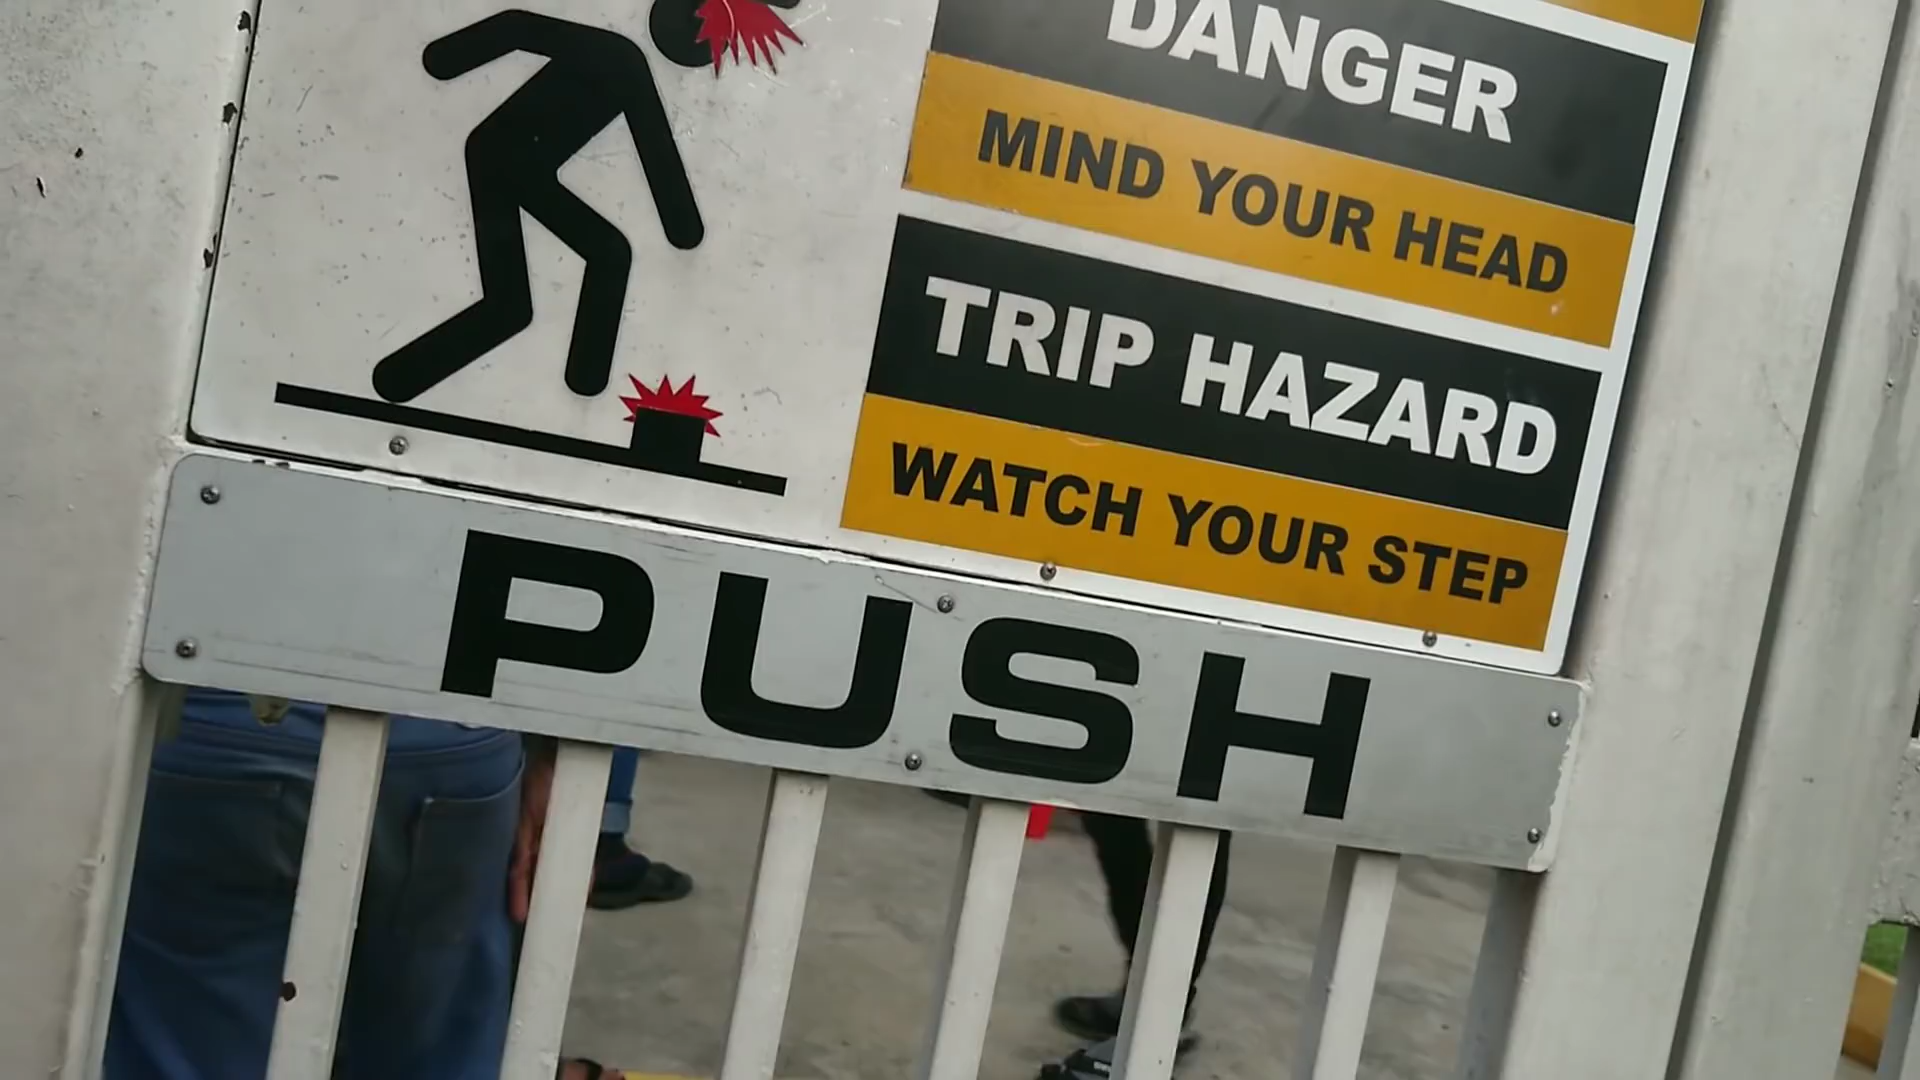 DANGER
MIND YOUR HEAD
TRIP HAZARD
WATCH YOUR STEP
PUSH